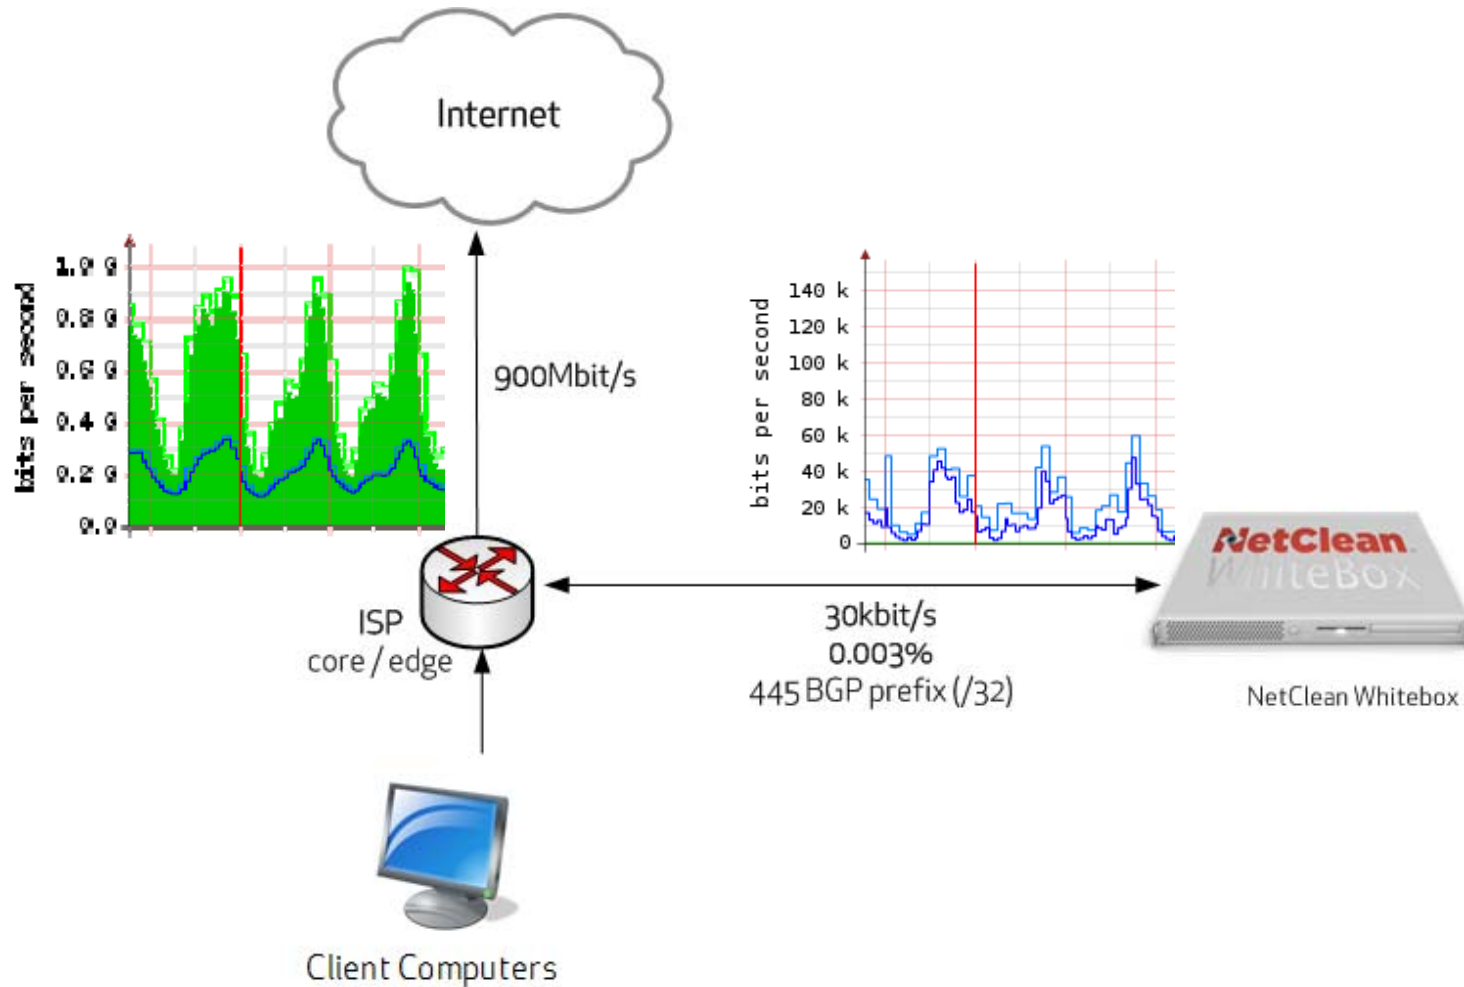 Internet
bits per second
1.0 G
0.8 G
0.6 G
0.4 G
0.2 G
0.0
900Mbit/s
bits per second
140 k
120 k
100 k
80 k
60 k
40 k
20 k
0
NetClean
WhiteBox
ISP
core / edge
30kbit/s
0.003%
445 BGP prefix (/32)
NetClean Whitebox
Client Computers